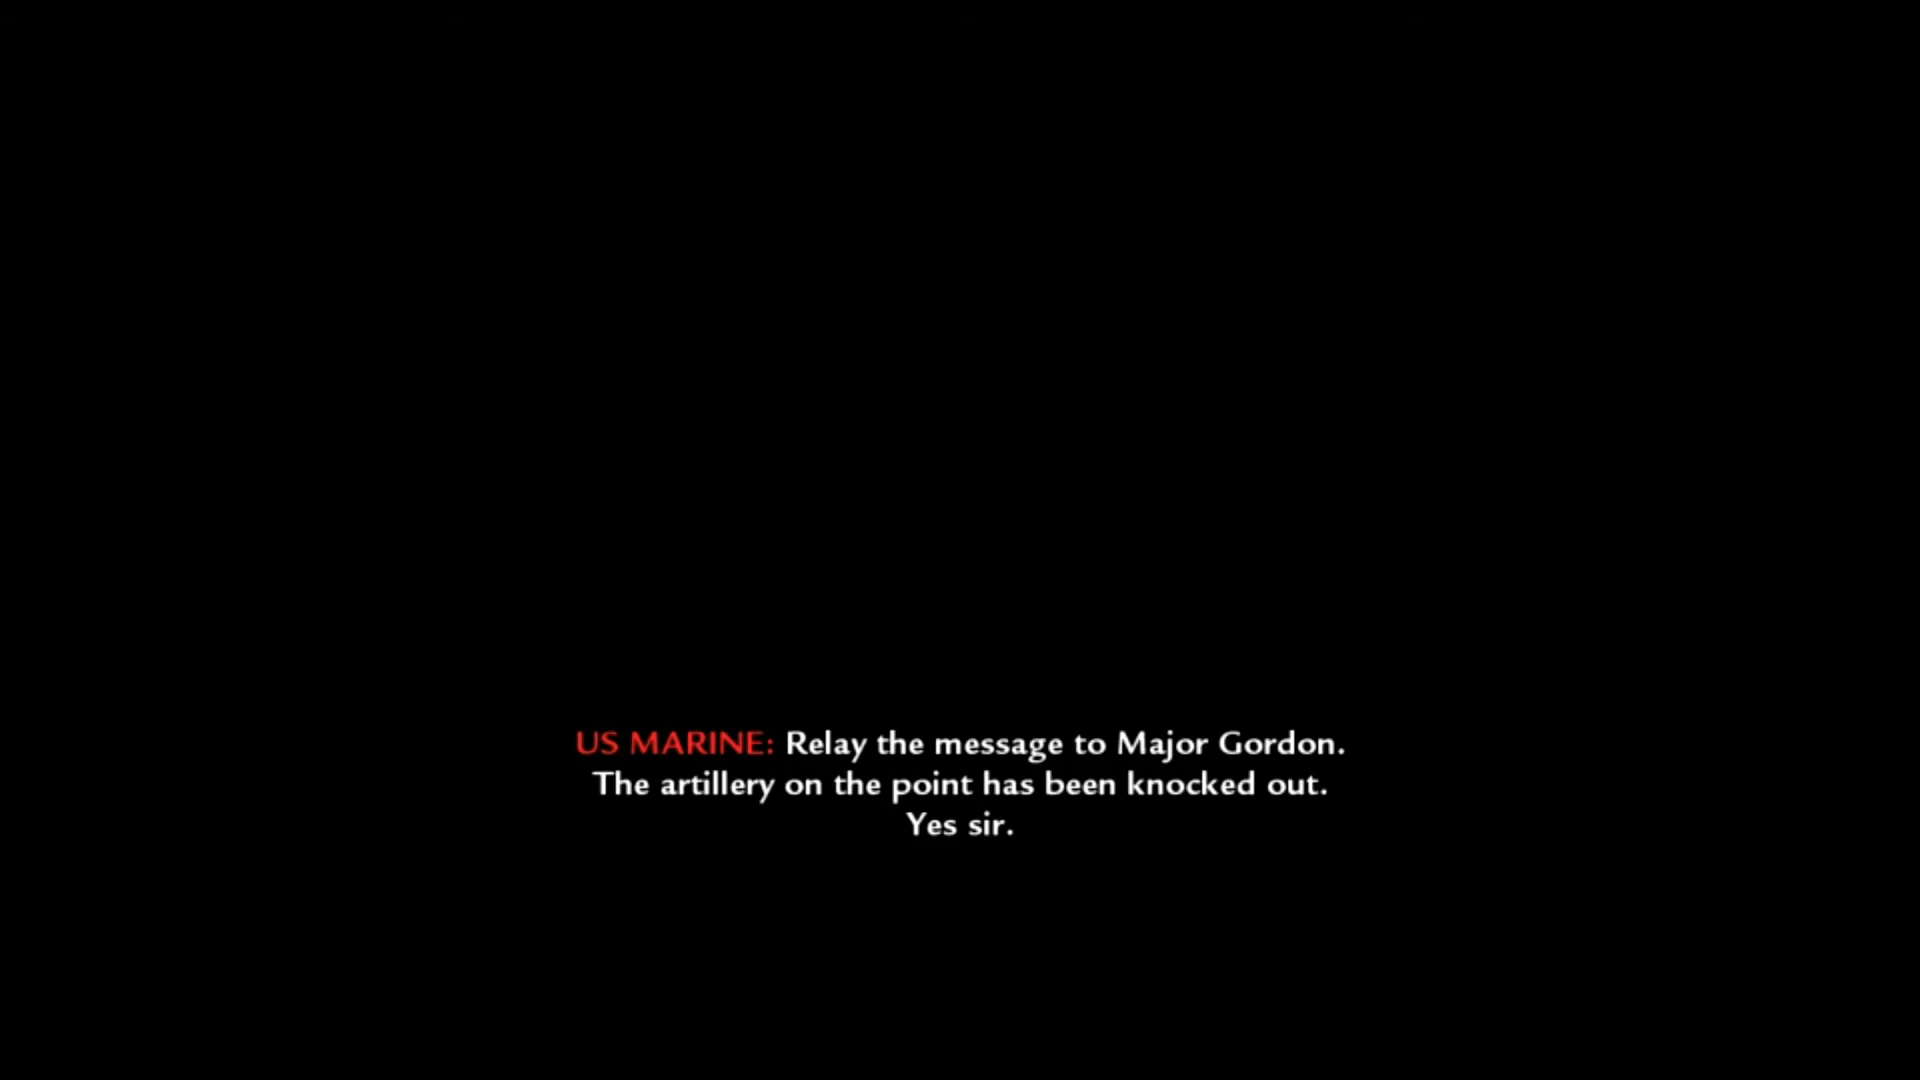 US MARINE: Relay the message to Major Gordon.
The artillery on the point has been knocked out.
Yes sir.